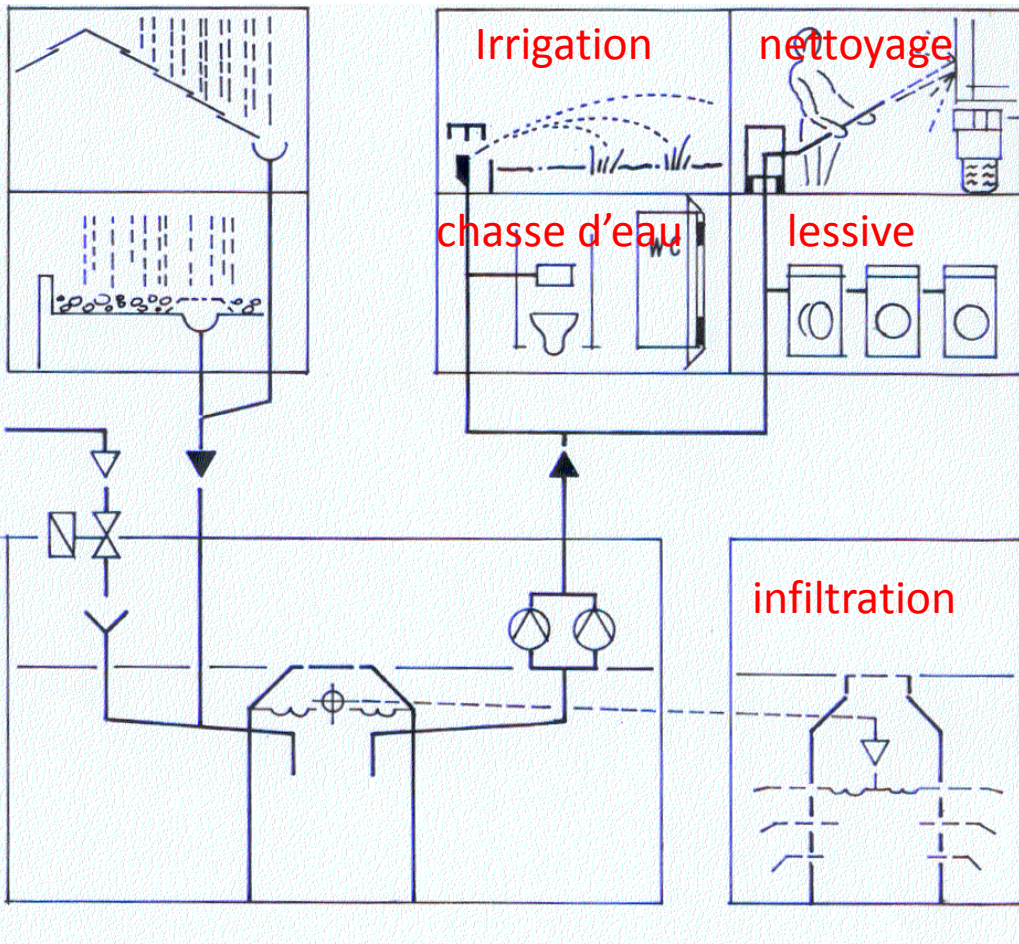 Irrigation
nettoyage
chasse d'eau
WC
lessive
infiltration